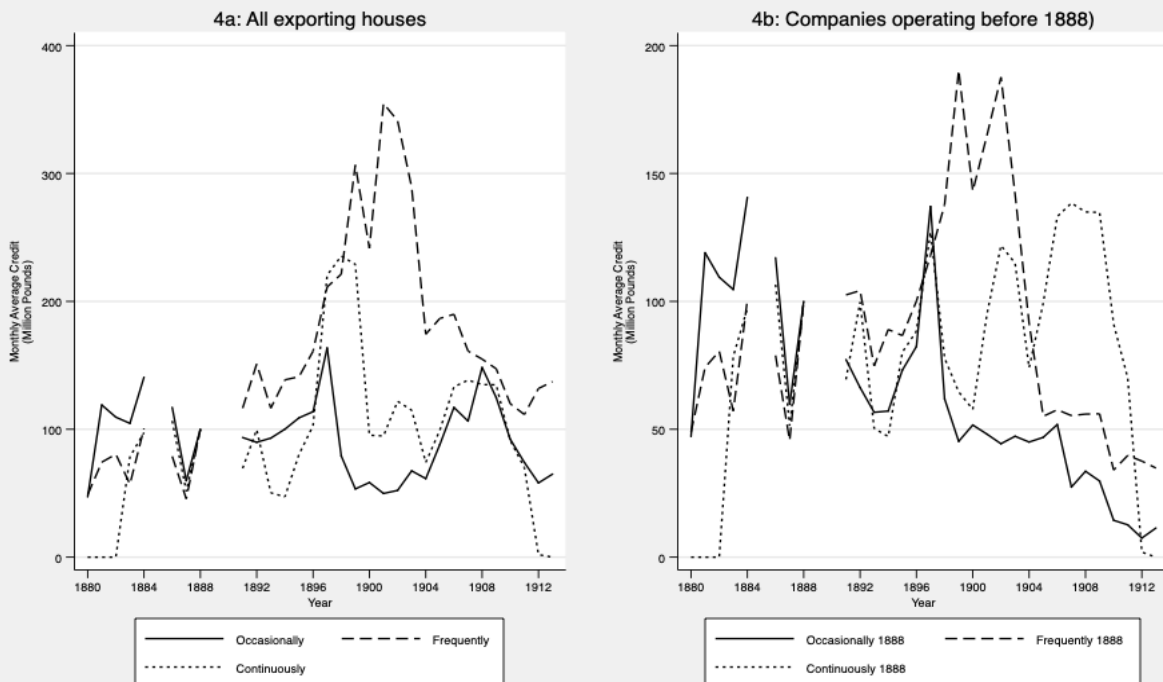 4a: All exporting houses
400
300
200
100
0
Monthly Average Credit
(Million Pounds)
1880 1884 1888 1892 1896 1900 1904 1908 1912
Year
Occasionally Frequently
Continuously
4b: Companies operating before 1888)
200
150
100
50
0
Monthly Average Credit
(Million Pounds)
1880 1884 1888 1892 1896 1900 1904 1908 1912
Year
Occasionally 1888 Frequently 1888
Continuously 1888